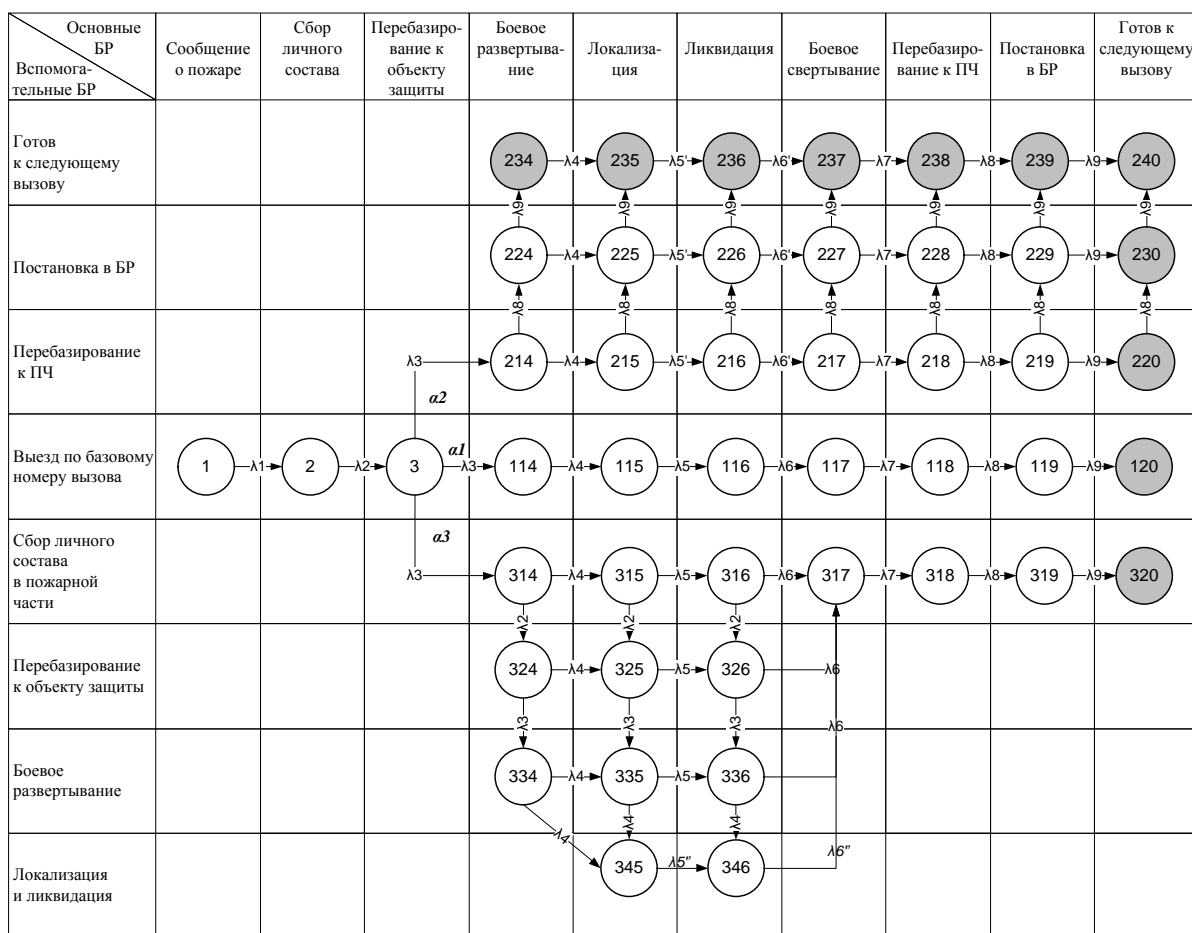 Основные
БР
Вспомога-
тельные БР
Сообщение
о пожаре
Сбор
личного
состава
Перебазиро-
вание к
объекту
защиты
Боевое
развертыва-
ние
Локализа-
ция
Ликвидация
Боевое
свертывание
Перебазиро-
вание к ПЧ
Постановка
в БР
Готов к
следующему
вызову
Готов
к следующему
вызову
234 λ4 235 λ5' 236 λ6' 237 λ7 238 λ8 239 λ9 240
λ9 λ9 λ9 λ9 λ9 λ9 λ9
Постановка в БР
224 λ4 225 λ5' 226 λ6' 227 λ7 228 λ8 229 λ9 230
λ8 λ8 λ8 λ8 λ8 λ8 λ8
Перебазирование
к ПЧ
λ3 214 λ4 215 λ5' 216 λ6' 217 λ7 218 λ8 219 λ9 220
α2
Выезд по базовому
номеру вызова
α1
1 λ1 2 λ2 3 λ3 114 λ4 115 λ5 116 λ6 117 λ7 118 λ8 119 λ9 120
α3
Сбор личного
состава
в пожарной
части
λ3 314 λ4 315 λ5 316 λ6 317 λ7 318 λ8 319 λ9 320
λ2 λ2 λ2
Перебазирование
к объекту защиты
324 λ4 325 λ5 326 λ6
λ3 λ3 λ3 λ6
Боевое
развертывание
334 λ4 335 λ5 336
λ4 λ4 λ4
Локализация
и ликвидация
345 λ5" 346 λ6"